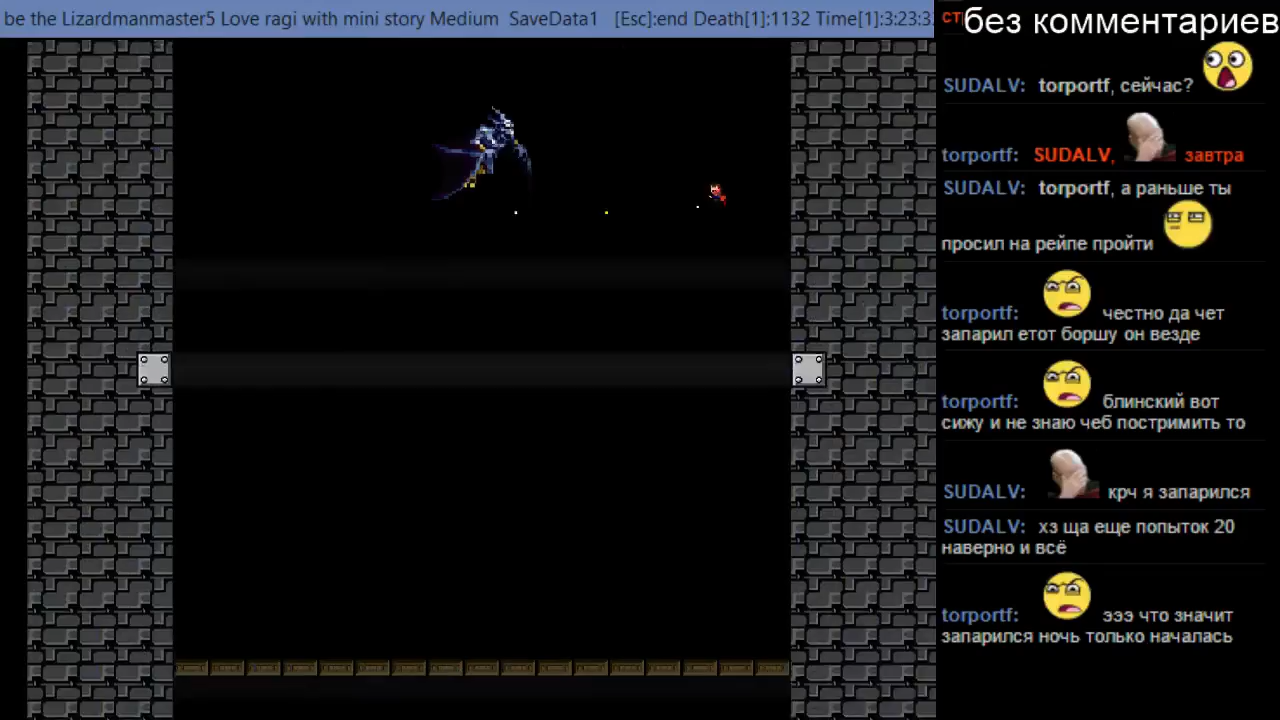 be the Lizardmanmaster5 Love ragi with mini story Medium  SaveData1   [Esc]:end Death[1]:1132 Time[1]:3:23:3
без комментариев
SUDALV: torportf, сейчас?
torportf: SUDALV, завтра
SUDALV: torportf, а раньше ты
просил на рейпе пройти
torportf: честно да чет
запарил етот боршу он везде
torportf: блинский вот
сижу и не знаю чеб постримить то
SUDALV: крч я запарился
SUDALV: хз ща еще попыток 20
наверно и всё
torportf: эээ что значит
запарился ночь только началась